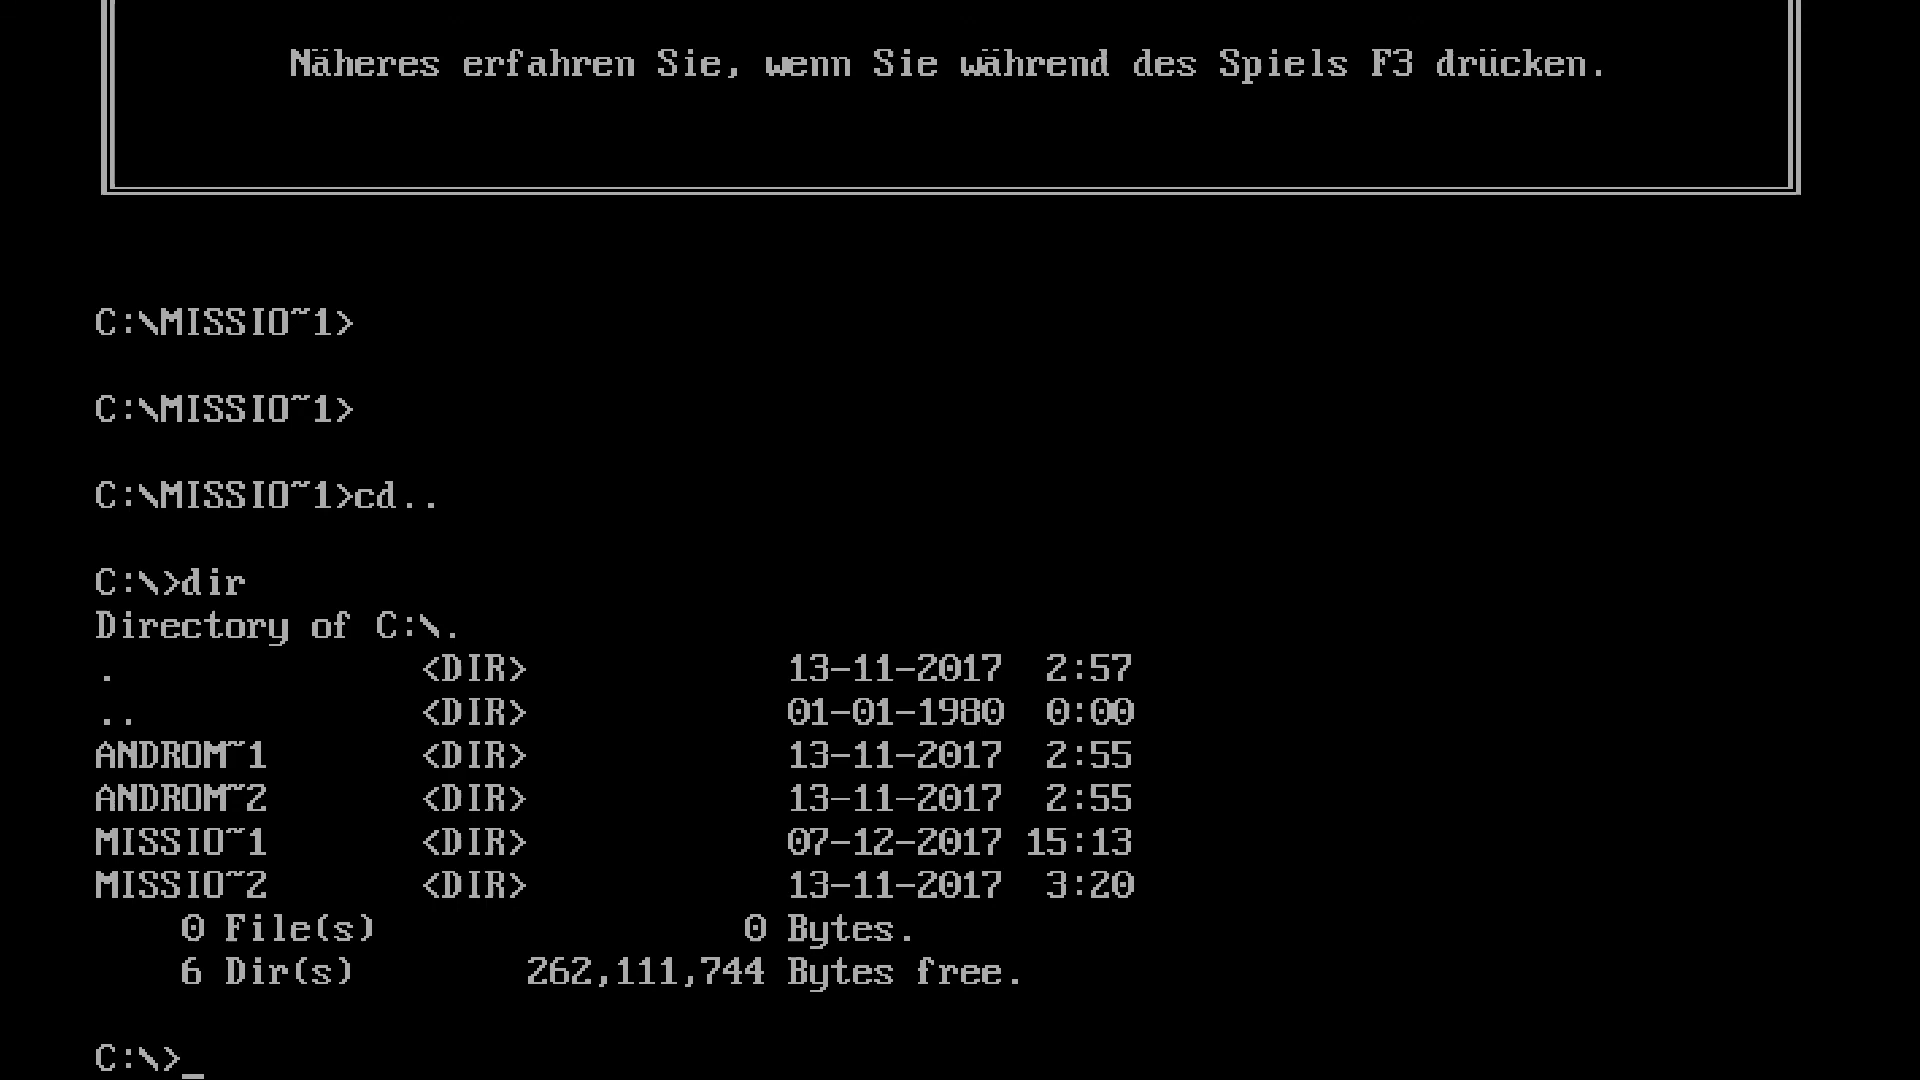 Näheres erfahren Sie, wenn Sie während des Spiels F3 drücken.
C:\MISSIO~1>
C:\MISSIO~1>
C:\MISSIO~1>cd..
C:\>dir
Directory of C:\.
. <DIR> 13-11-2017 2:57
.. <DIR> 01-01-1980 0:00
ANDROM~1 <DIR> 13-11-2017 2:55
ANDROM~2 <DIR> 13-11-2017 2:55
MISSIO~1 <DIR> 07-12-2017 15:13
MISSIO~2 <DIR> 13-11-2017 3:20
0 File(s) 0 Bytes.
6 Dir(s) 262,111,744 Bytes free.
C:\>_